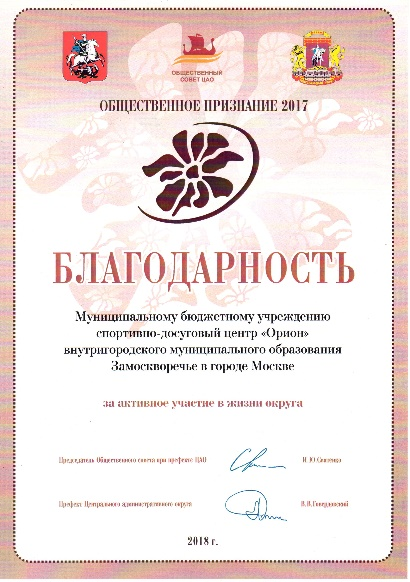 ОБЩЕСТВЕННЫЙ
СОВЕТ ЦАО
ОБЩЕСТВЕННОЕ ПРИЗНАНИЕ 2017
БЛАГОДАРНОСТЬ
Муниципальному бюджетному учреждению
спортивно-досуговый центр «Орион»
внутригородского муниципального образования
Замоскворечье в городе Москве
за активное участие в жизни округа
Председатель Общественного совета при префекте ЦАО
Префект Центрального административного округа
В.В.Говердовский
2018 г.